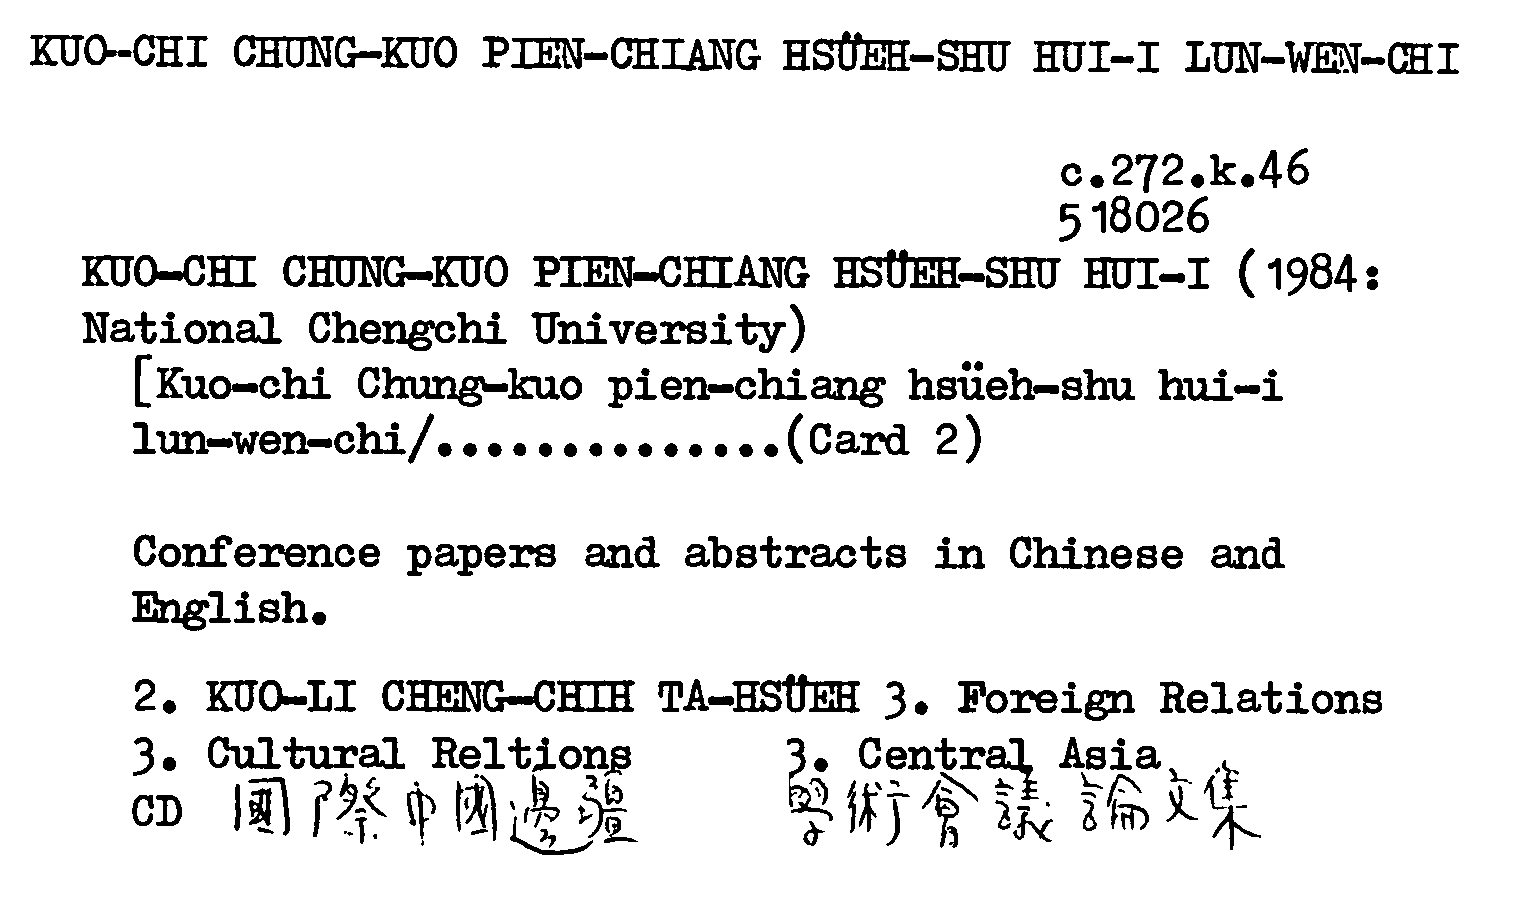 KUO-CHI CHUNG-KUO PIEN-CHIANG HSÜEH-SHU HUI-I LUN-WEN-CHI
c.272.k.46
518026
KUO-CHI CHUNG-KUO PIEN-CHIANG HSÜEH-SHU HUI-I (1984:
National Chengchi University)
[Kuo-chi Chung-kuo pien-chiang hsüeh-shu hui-i
lun-wen-chi/..............(Card 2)
Conference papers and abstracts in Chinese and
English.
2. KUO-LI CHENG-CHIH TA-HSÜEH 3. Foreign Relations
3. Cultural Reltions 3. Central Asia
CD 國際中國邊疆 學術會議論文集